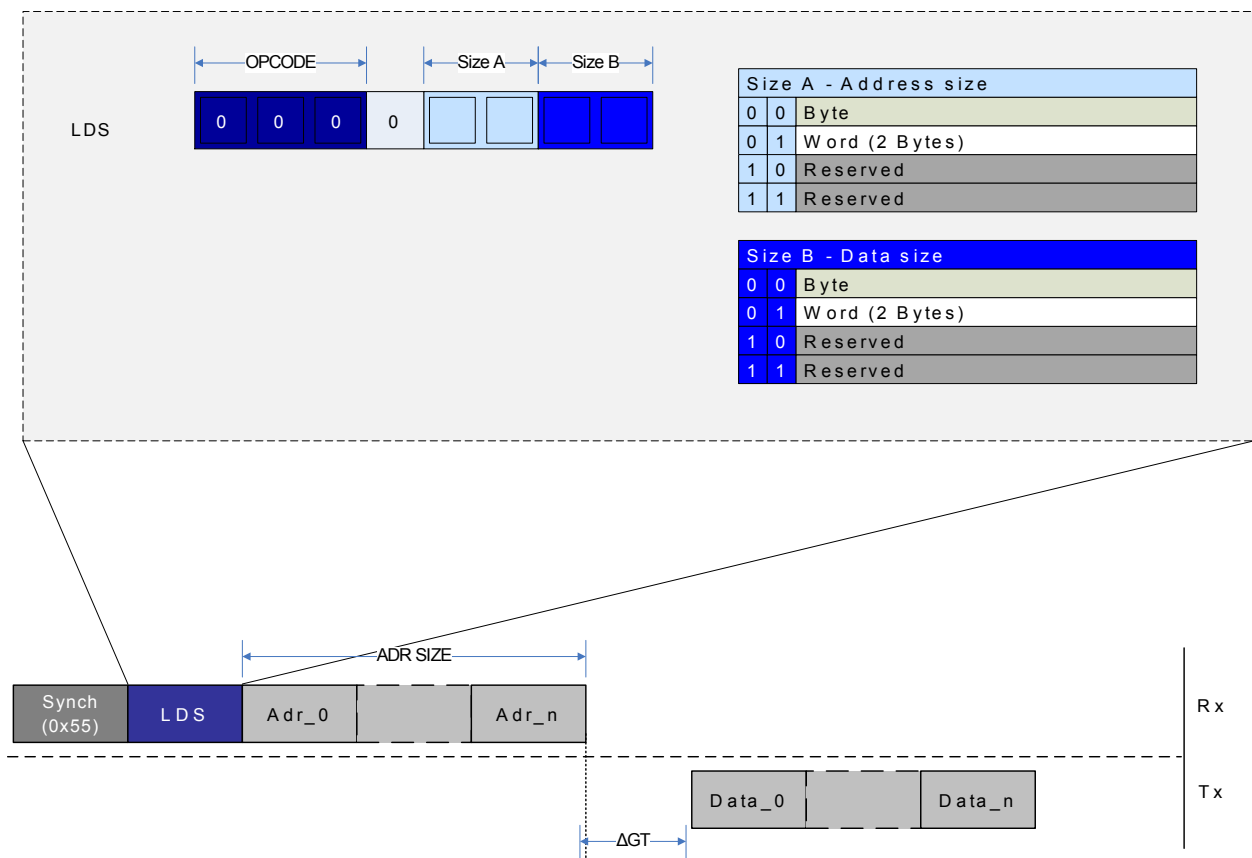 OPCODE Size A Size B
LDS 0 0 0 0
Size A - Address size
0 0 Byte
0 1 Word (2 Bytes)
1 0 Reserved
1 1 Reserved
Size B - Data size
0 0 Byte
0 1 Word (2 Bytes)
1 0 Reserved
1 1 Reserved
ADR SIZE
Synch
(0x55)
LDS
Adr_0
Adr_n
Rx
Data_0
Data_n
Tx
ΔGT